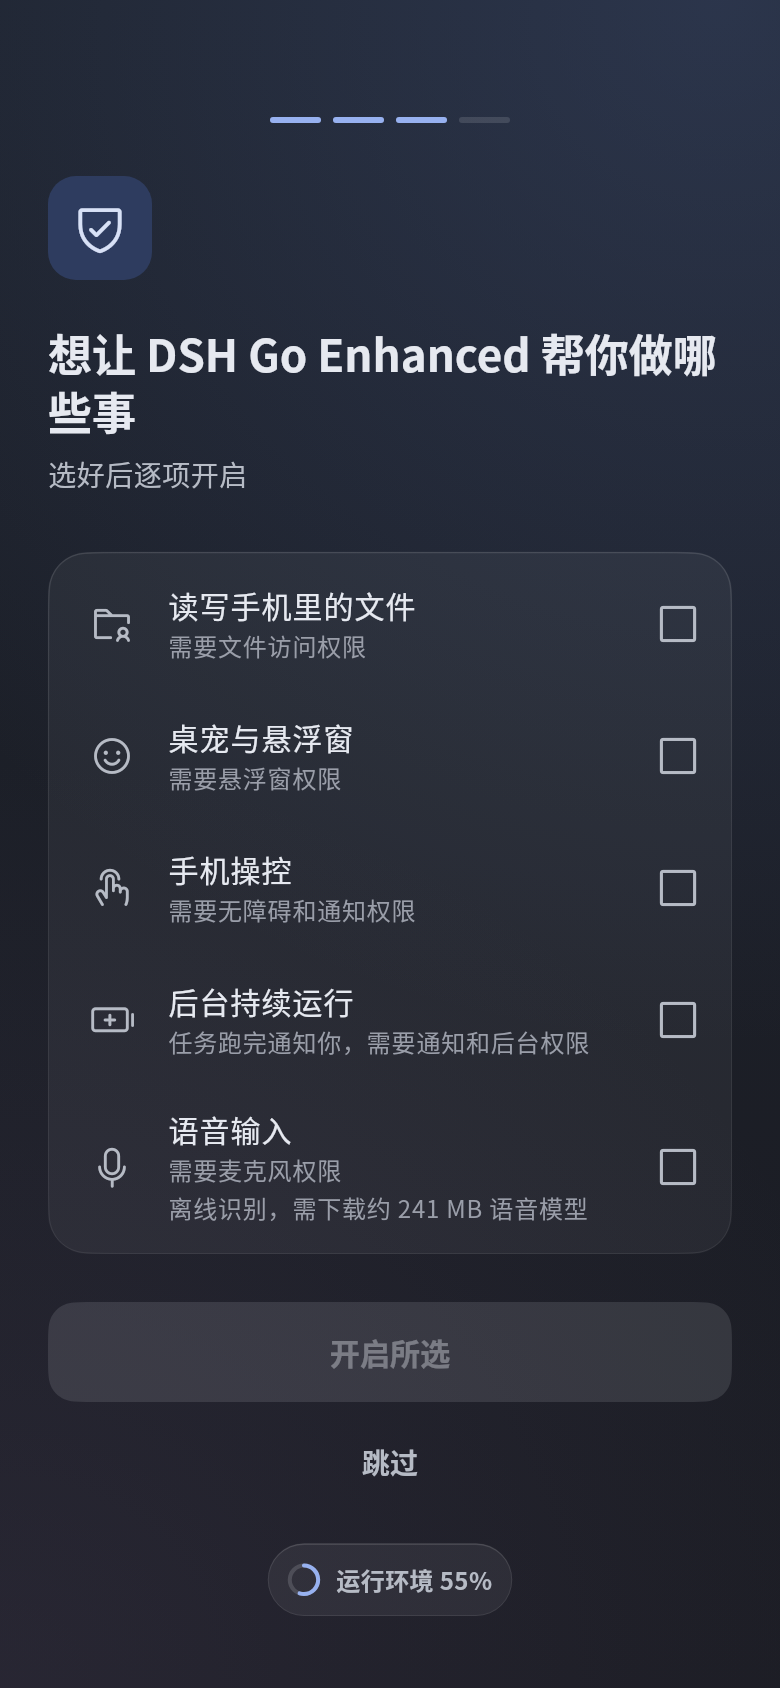 想让 DSH Go Enhanced 帮你做哪
些事
选好后逐项开启
读写手机里的文件
需要文件访问权限
桌宠与悬浮窗
需要悬浮窗权限
手机操控
需要无障碍和通知权限
后台持续运行
任务跑完通知你，需要通知和后台权限
语音输入
需要麦克风权限
离线识别，需下载约 241 MB 语音模型
开启所选
跳过
运行环境 55%